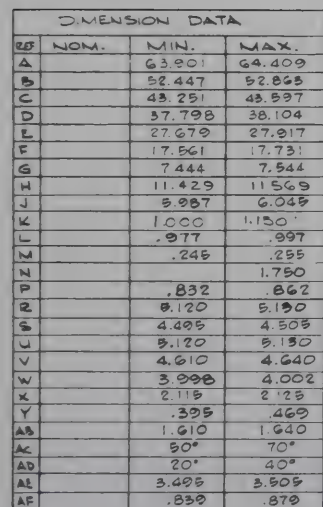 DIMENSION DATA
REF NOM. MIN. MAX.
A 63.901 64.409
B 52.447 52.863
C 43.251 43.597
D 37.798 38.104
E 27.679 27.917
F 17.561 17.731
G 7.444 7.544
H 11.429 11.569
J 5.987 6.045
K 1.000 1.130
L .977 .997
M .245 .255
N 1.750
P .832 .862
R 5.120 5.130
S 4.495 4.505
U 5.120 5.130
V 4.610 4.640
W 3.998 4.002
X 2.115 2.125
Y .395 .469
AB 1.610 1.640
AC 50° 70°
AD 20° 40°
AE 3.495 3.505
AF .839 .879